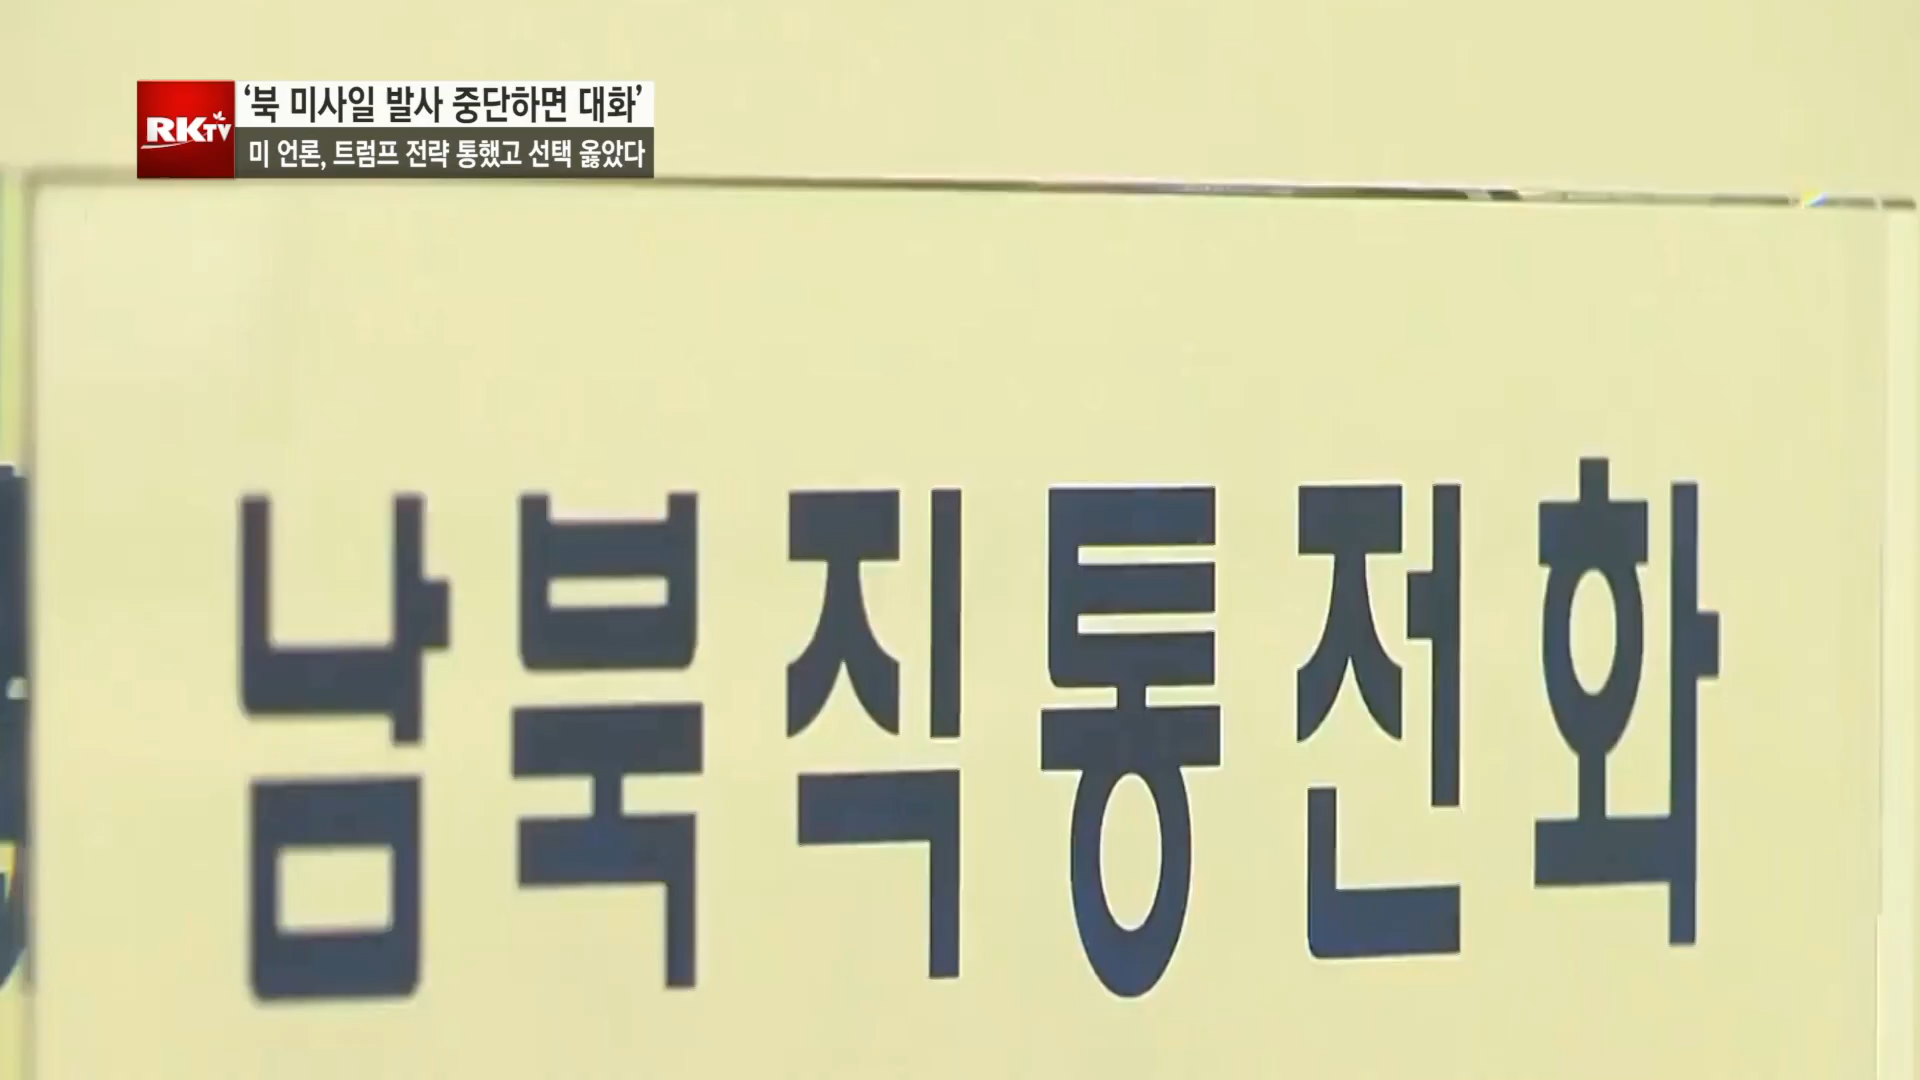 RKTV
‘북 미사일 발사 중단하면 대화’
미 언론, 트럼프 전략 통했고 선택 옳았다
남북직통전화